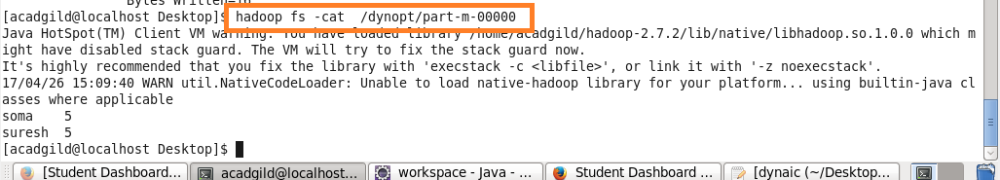 Bytes Written=16
[acadgild@localhost Desktop]$ hadoop fs -cat  /dynopt/part-m-00000
Java HotSpot(TM) Client VM warning: You have loaded library /home/acadgild/hadoop-2.7.2/lib/native/libhadoop.so.1.0.0 which m
ight have disabled stack guard. The VM will try to fix the stack guard now.
It's highly recommended that you fix the library with 'execstack -c <libfile>', or link it with '-z noexecstack'.
17/04/26 15:09:40 WARN util.NativeCodeLoader: Unable to load native-hadoop library for your platform... using builtin-java cl
asses where applicable
soma    5
suresh  5
[acadgild@localhost Desktop]$
[Student Dashboard... acadgild@localhost... workspace - Java - ... Student Dashboard ... [dynaic (~/Desktop...